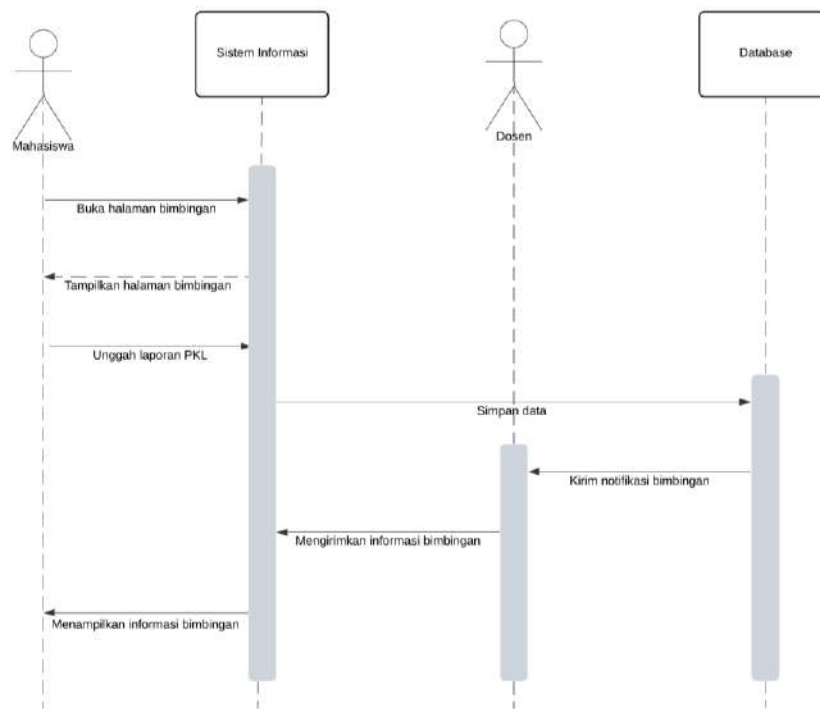 Sistem Informasi
Database
Dosen
Mahasiswa
Buka halaman bimbingan
Tampilkan halaman bimbingan
Unggah laporan PKL
Simpan data
Kirim notifikasi bimbingan
Mengirimkan informasi bimbingan
Menampilkan informasi bimbingan